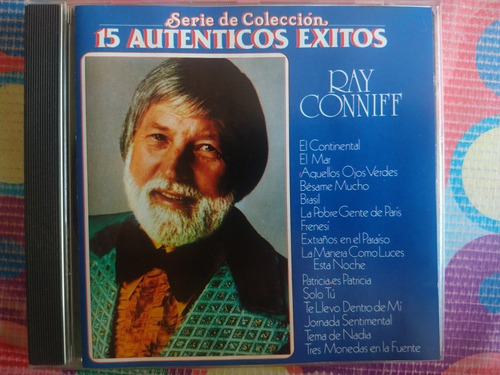 Serie de Colección
15 AUTENTICOS EXITOS
RAY
CONNIFF
El Continental
El Mar
Aquellos Ojos Verdes
Bésame Mucho
Brasil
La Pobre Gente de París
Frenesi
Extraños en el Paraíso
La Manera Como Luces
Esta Noche
Patricia es Patricia
Solo Tú
Te Llevo Dentro de Mí
Jornada Sentimental
Tema de Nadia
Tres Monedas en la Fuente